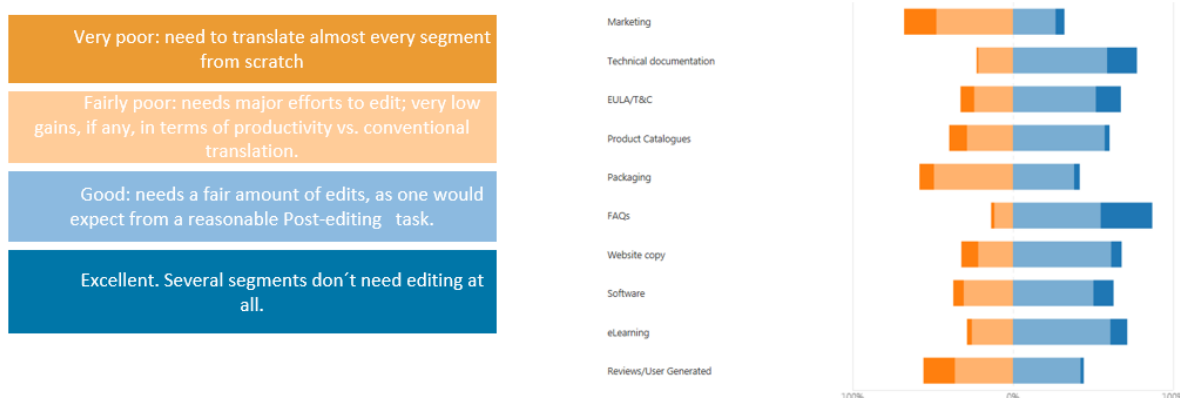 Very poor: need to translate almost every segment
from scratch
Fairly poor: needs major efforts to edit; very low
gains, if any, in terms of productivity vs. conventional
translation.
Good: needs a fair amount of edits, as one would
expect from a reasonable Post-editing task.
Excellent. Several segments don´t need editing at
all.
Marketing
Technical documentation
EULA/T&C
Product Catalogues
Packaging
FAQs
Website copy
Software
eLearning
Reviews/User Generated
100% 0% 100%